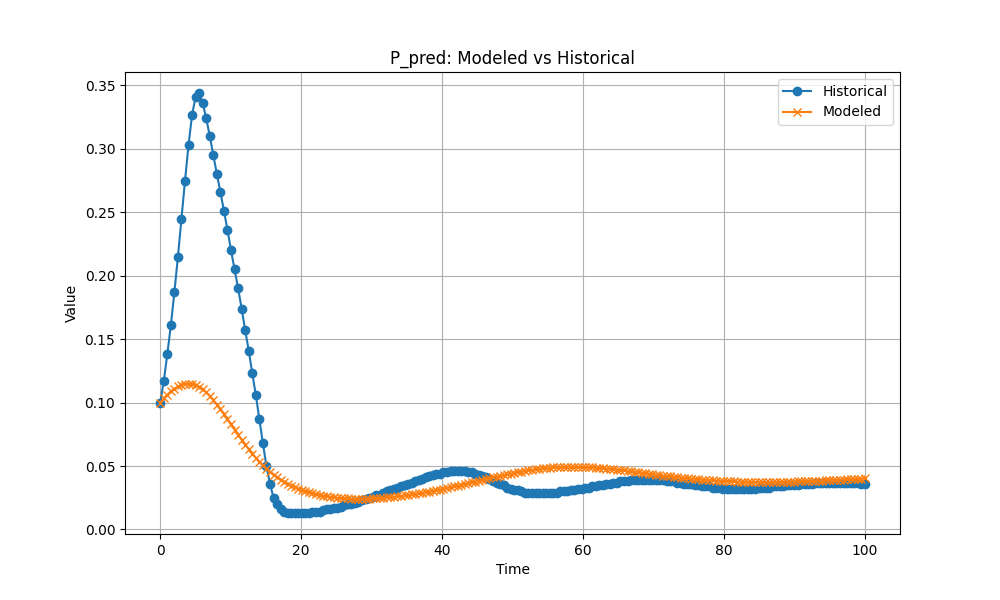 P_pred: Modeled vs Historical
Historical
Modeled
0.35
0.30
0.25
0.20
0.15
0.10
0.05
0.00
Value
0 20 40 60 80 100
Time